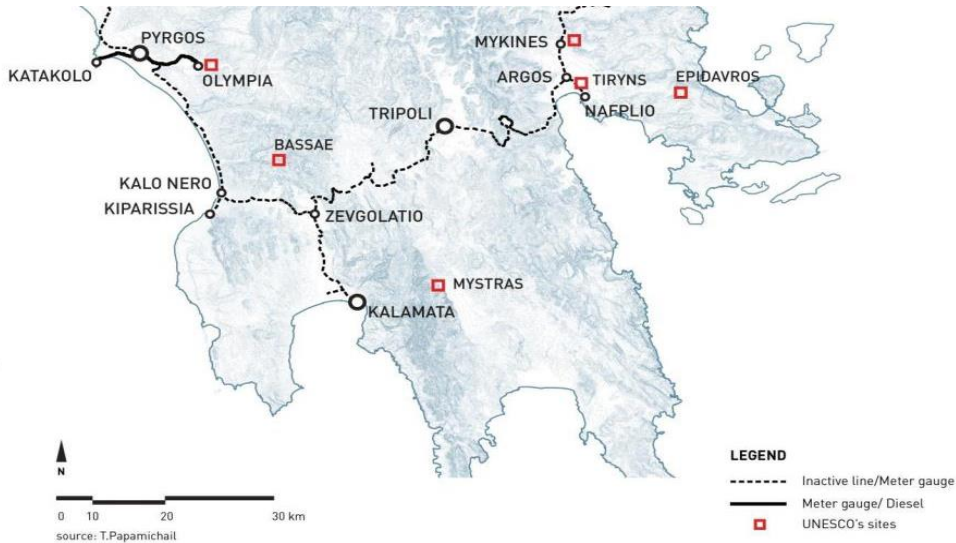 PYRGOS
MYKINES
KATAKOLO
OLYMPIA
ARGOS
TIRYNS
EPIDAVROS
NAFPLIO
TRIPOLI
BASSAE
KALO NERO
KIPARISSIA
ZEVGOLATIO
MYSTRAS
KALAMATA
N
0 10 20 30 km
source: T.Papamichail
LEGEND
Inactive line/Meter gauge
Meter gauge/ Diesel
UNESCO's sites